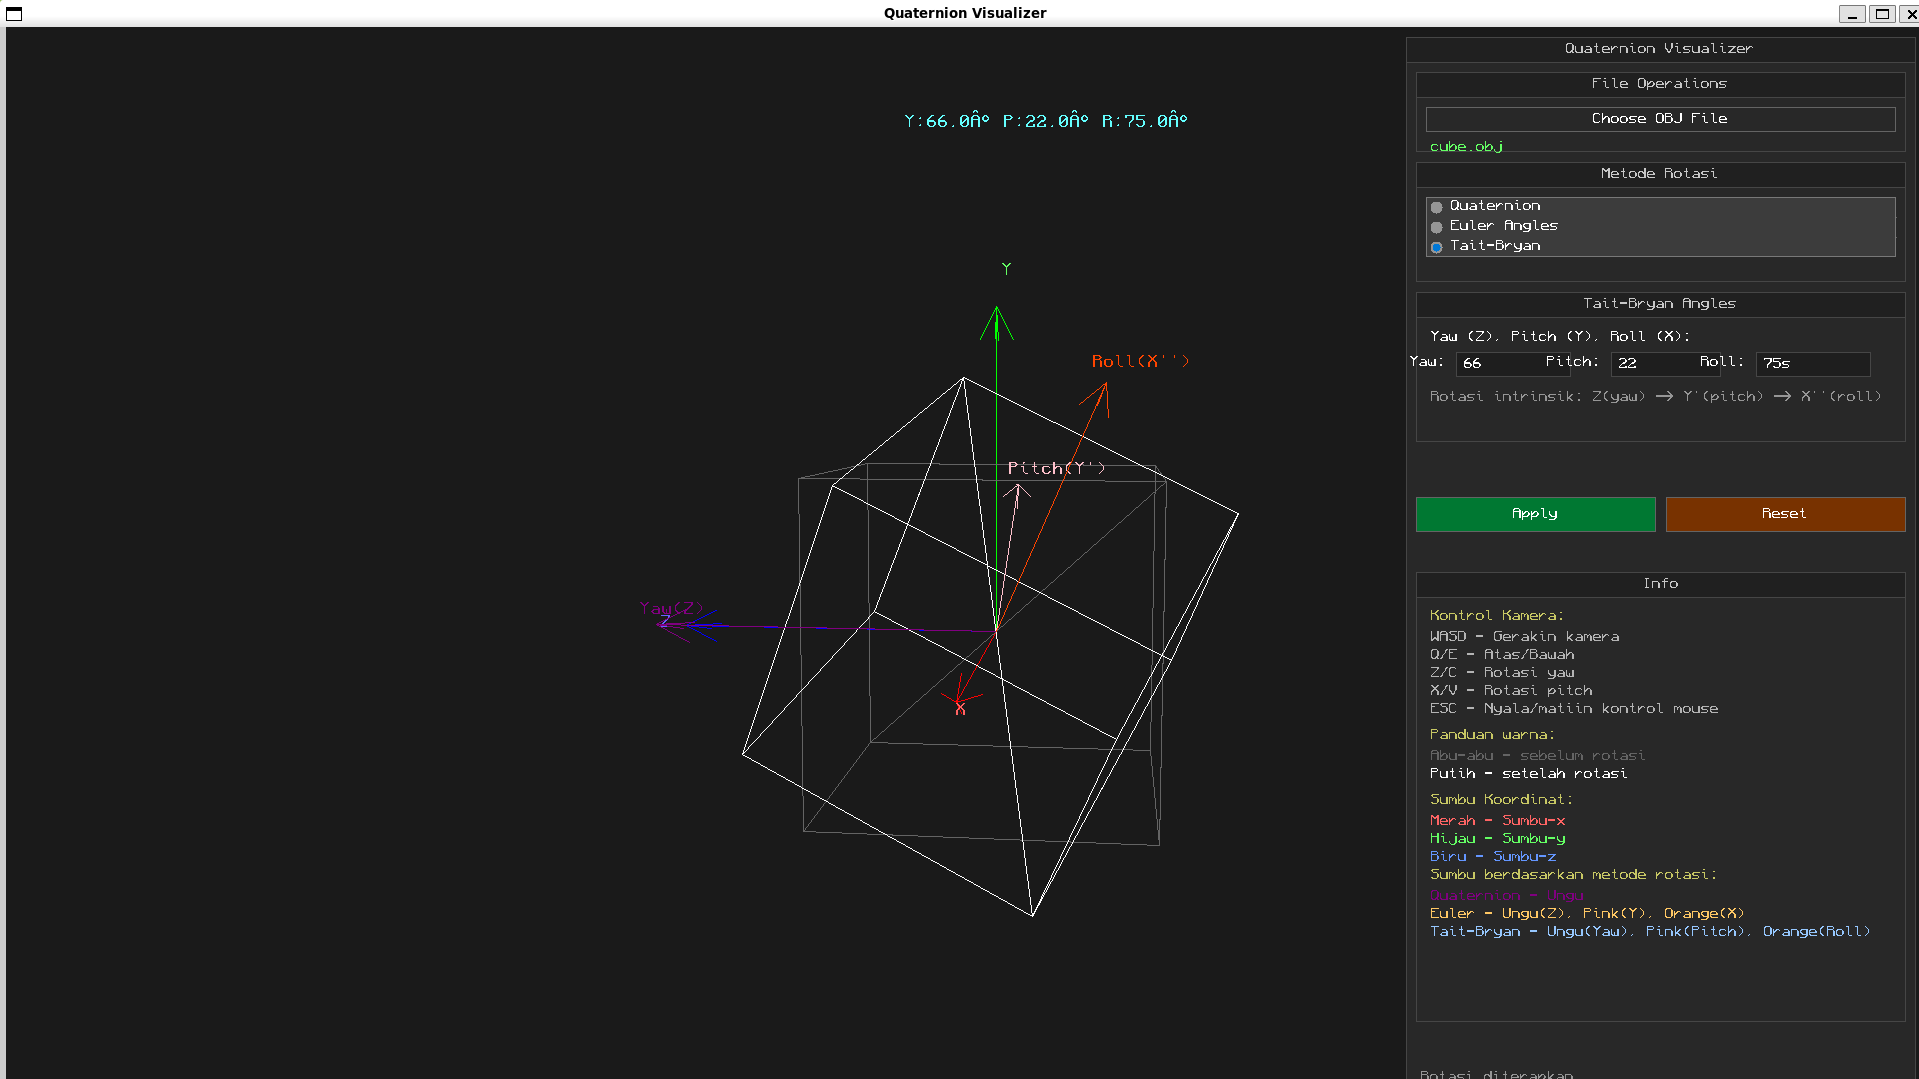 Quaternion Visualizer
Y:66.0Â° P:22.0Â° R:75.0Â°
Y
Roll(X'')
Pitch(Y')
Yaw(Z)
Z
X
Quaternion Visualizer
File Operations
Choose OBJ File
cube.obj
Metode Rotasi
Quaternion
Euler Angles
Tait-Bryan
Tait-Bryan Angles
Yaw (Z), Pitch (Y), Roll (X):
Yaw: 66 Pitch: 22 Roll: 75s
Rotasi intrinsik: Z(yaw) → Y'(pitch) → X''(roll)
Apply Reset
Info
Kontrol Kamera:
WASD - Gerakin kamera
Q/E - Atas/Bawah
Z/C - Rotasi yaw
X/V - Rotasi pitch
ESC - Nyala/matiin kontrol mouse
Panduan warna:
Abu-abu - sebelum rotasi
Putih - setelah rotasi
Sumbu Koordinat:
Merah - Sumbu-x
Hijau - Sumbu-y
Biru - Sumbu-z
Sumbu berdasarkan metode rotasi:
Quaternion - Ungu
Euler - Ungu(Z), Pink(Y), Orange(X)
Tait-Bryan - Ungu(Yaw), Pink(Pitch), Orange(Roll)
Rotasi diterapkan